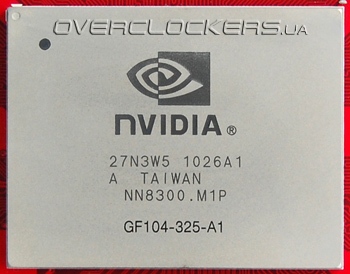 OVERCLOCKERS.UA
NVIDIA®
27N3W5 1026A1
A TAIWAN
NN8300.M1P
GF104-325-A1